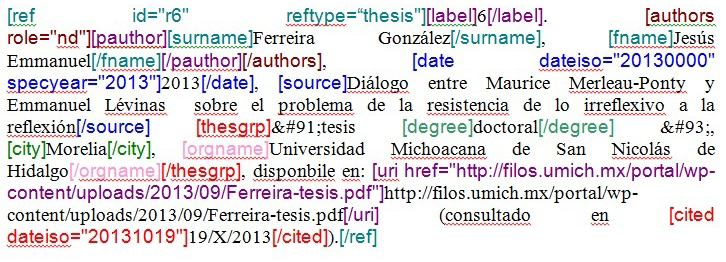 [ref id="r6" reftype=“thesis"][label]6[/label]. [authors
role="nd"][pauthor][surname]Ferreira González[/surname], [fname]Jesús
Emmanuel[/fname][/pauthor][/authors], [date dateiso="20130000"
specyear="2013"]2013[/date], [source]Diálogo entre Maurice Merleau-Ponty y
Emmanuel Lévinas sobre el problema de la resistencia de lo irreflexivo a la
reflexión[/source] [thesgrp]&#91;tesis [degree]doctoral[/degree] &#93;,
[city]Morelia[/city], [orgname]Universidad Michoacana de San Nicolás de
Hidalgo[/orgname][/thesgrp], disponbile en: [uri href="http://filos.umich.mx/portal/wp-
content/uploads/2013/09/Ferreira-tesis.pdf"]http://filos.umich.mx/portal/wp-
content/uploads/2013/09/Ferreira-tesis.pdf[/uri] (consultado en [cited
dateiso="20131019"]19/X/2013[/cited]).[/ref]